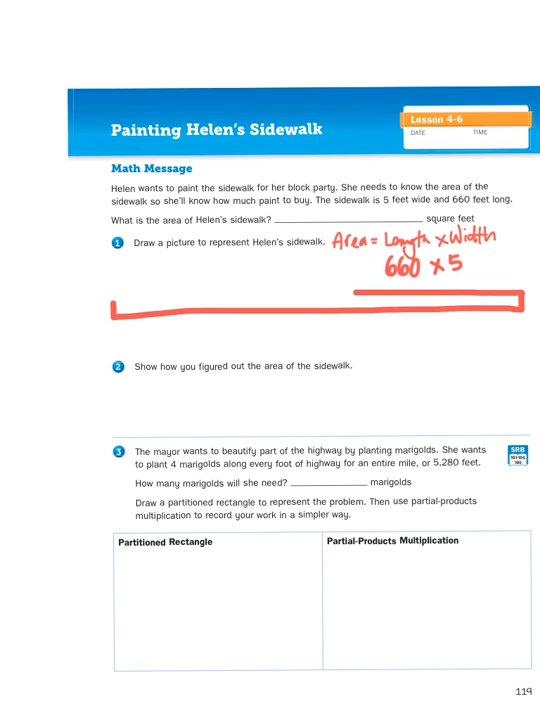 Painting Helen's Sidewalk
Lesson 4-6
DATE TIME
Math Message
Helen wants to paint the sidewalk for her block party. She needs to know the area of the
sidewalk so she'll know how much paint to buy. The sidewalk is 5 feet wide and 660 feet long.
What is the area of Helen's sidewalk? ____ square feet
1 Draw a picture to represent Helen's sidewalk. Area = Length x Width
660 x 5
2 Show how you figured out the area of the sidewalk.
3 The mayor wants to beautify part of the highway by planting marigolds. She wants
to plant 4 marigolds along every foot of highway for an entire mile, or 5,280 feet.
SRB
101-104,
How many marigolds will she need? ____ marigolds
Draw a partitioned rectangle to represent the problem. Then use partial-products
multiplication to record your work in a simpler way.
Partitioned Rectangle Partial-Products Multiplication
119